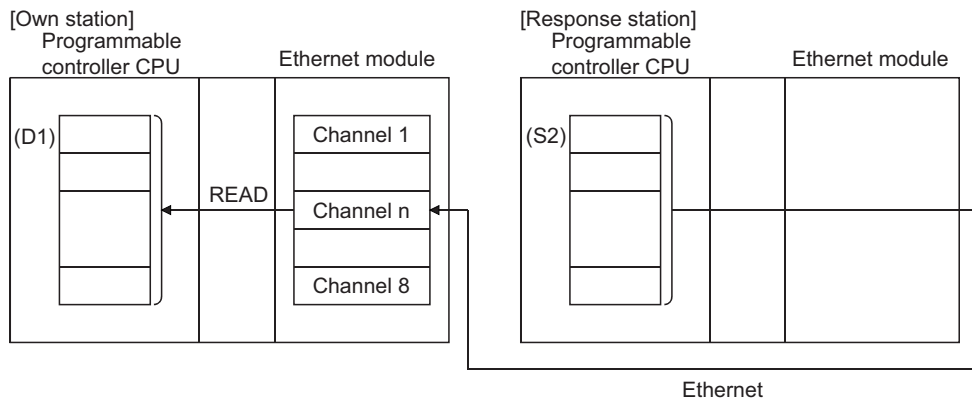 [Own station]
Programmable
controller CPU
Ethernet module
(D1)
READ
Channel 1
Channel n
Channel 8
[Response station]
Programmable
controller CPU
Ethernet module
(S2)
Ethernet